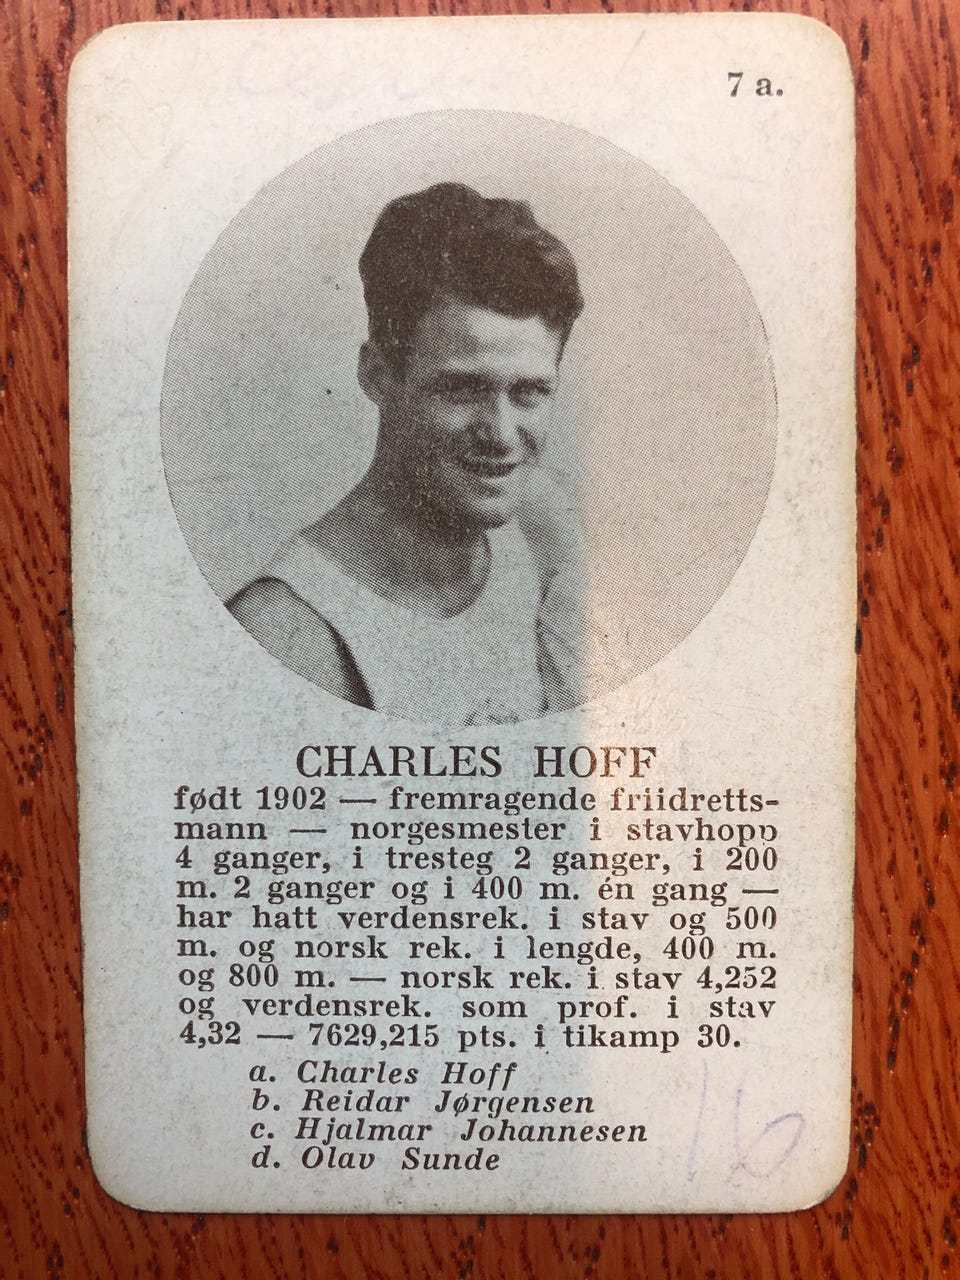 7 a.
CHARLES HOFF
født 1902 — fremragende friidretts-
mann — norgesmester i stavhopp
4 ganger, i tresteg 2 ganger, i 200
m. 2 ganger og i 400 m. én gang —
har hatt verdensrek. i stav og 500
m. og norsk rek. i lengde, 400 m.
og 800 m. — norsk rek. i stav 4,252
og verdensrek. som prof. i stav
4,32 — 7629,215 pts. i tikamp 30.
a. Charles Hoff
b. Reidar Jørgensen
c. Hjalmar Johannesen
d. Olav Sunde
16